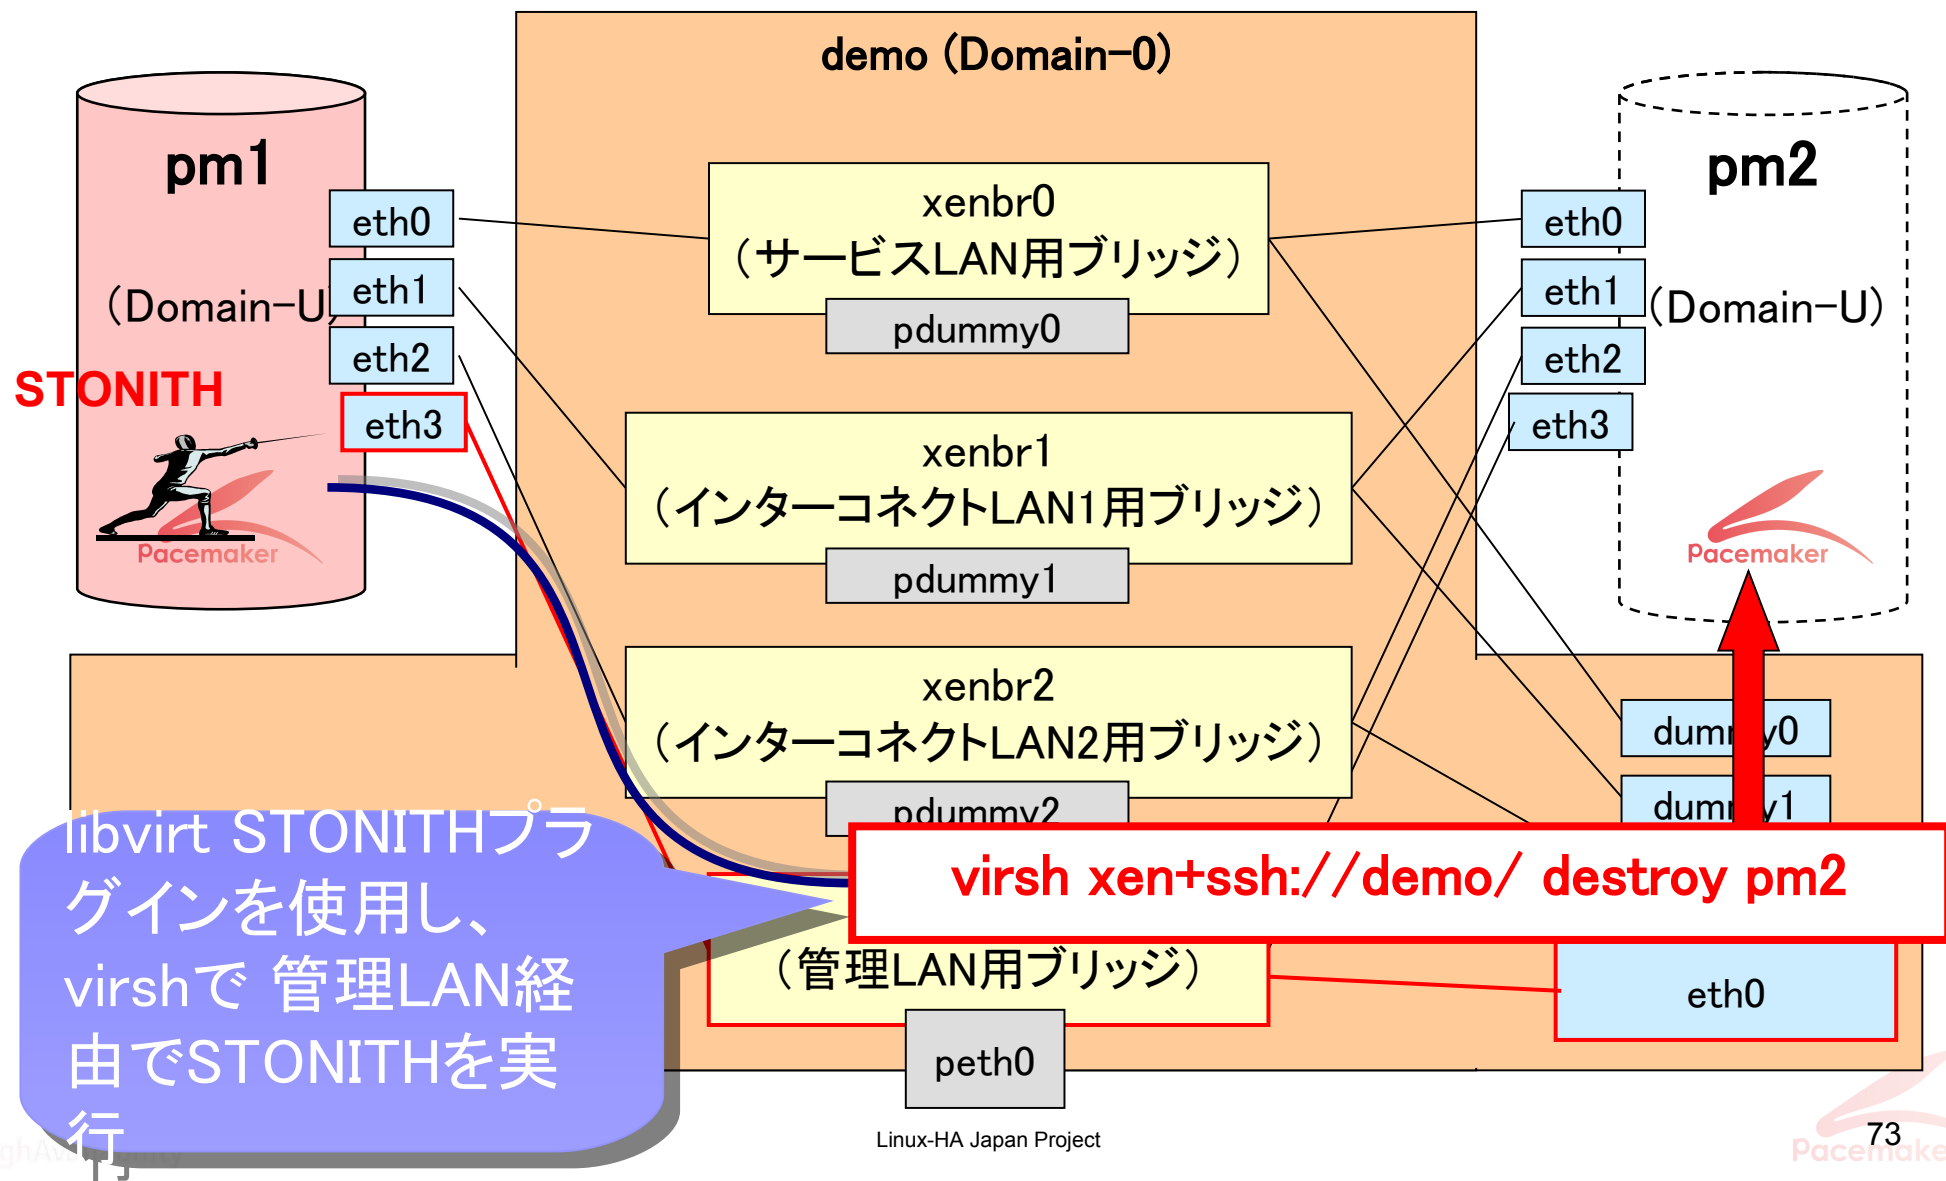 demo (Domain-0)
pm1
(Domain-U)
eth0
eth1
eth2
eth3
STONITH
Pacemaker
xenbr0
(サービスLAN用ブリッジ)
pdummy0
xenbr1
(インターコネクトLAN1用ブリッジ)
pdummy1
xenbr2
(インターコネクトLAN2用ブリッジ)
pdummy2
pm2
(Domain-U)
eth0
eth1
eth2
eth3
Pacemaker
dummy0
dummy1
virsh xen+ssh://demo/ destroy pm2
(管理LAN用ブリッジ)
peth0
eth0
libvirt STONITHプラ
グインを使用し、
virshで 管理LAN経
由でSTONITHを実
行
Linux-HA Japan Project
73
Pacemake